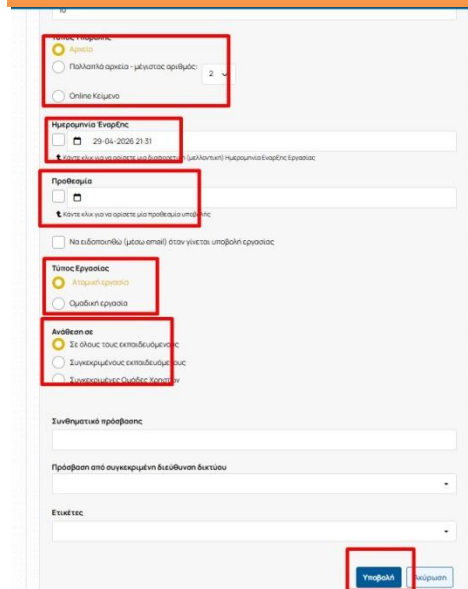 10
Τύπος Υποβολής
Αρχείο
Πολλαπλά αρχεία - μέγιστος αριθμός: 2
Online Κείμενο
Ημερομηνία Έναρξης
29-04-2026 21:31
Κάντε κλικ για να ορίσετε μια διαφορετική (μελλοντική) Ημερομηνία Έναρξης Εργασίας
Προθεσμία
Κάντε κλικ για να ορίσετε μία προθεσμία υποβολής
Να ειδοποιηθώ (μέσω email) όταν γίνεται υποβολή εργασίας
Τύπος Εργασίας
Ατομική εργασία
Ομαδική εργασία
Ανάθεση σε
Σε όλους τους εκπαιδευόμενους
Συγκεκριμένους εκπαιδευόμενους
Συγκεκριμένες Ομάδες Χρηστών
Συνθηματικό πρόσβασης
Πρόσβαση από συγκεκριμένη διεύθυνση δικτύου
Ετικέτες
Υποβολή Ακύρωση